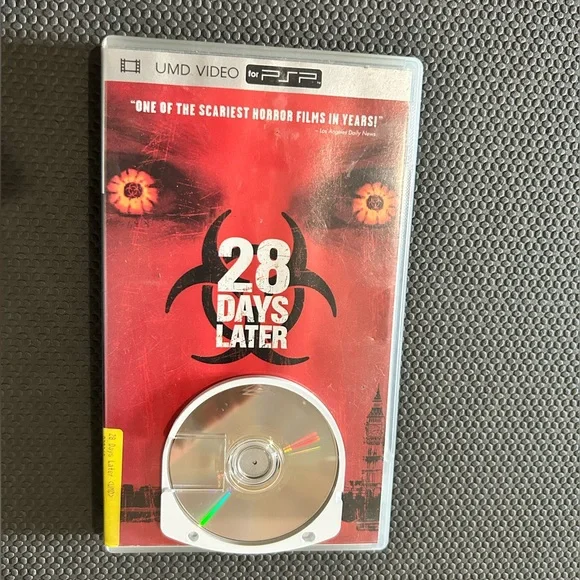 UMD VIDEO for PSP
"ONE OF THE SCARIEST HORROR FILMS IN YEARS!"
– Los Angeles Daily News
28
DAYS
LATER
28 Days Later